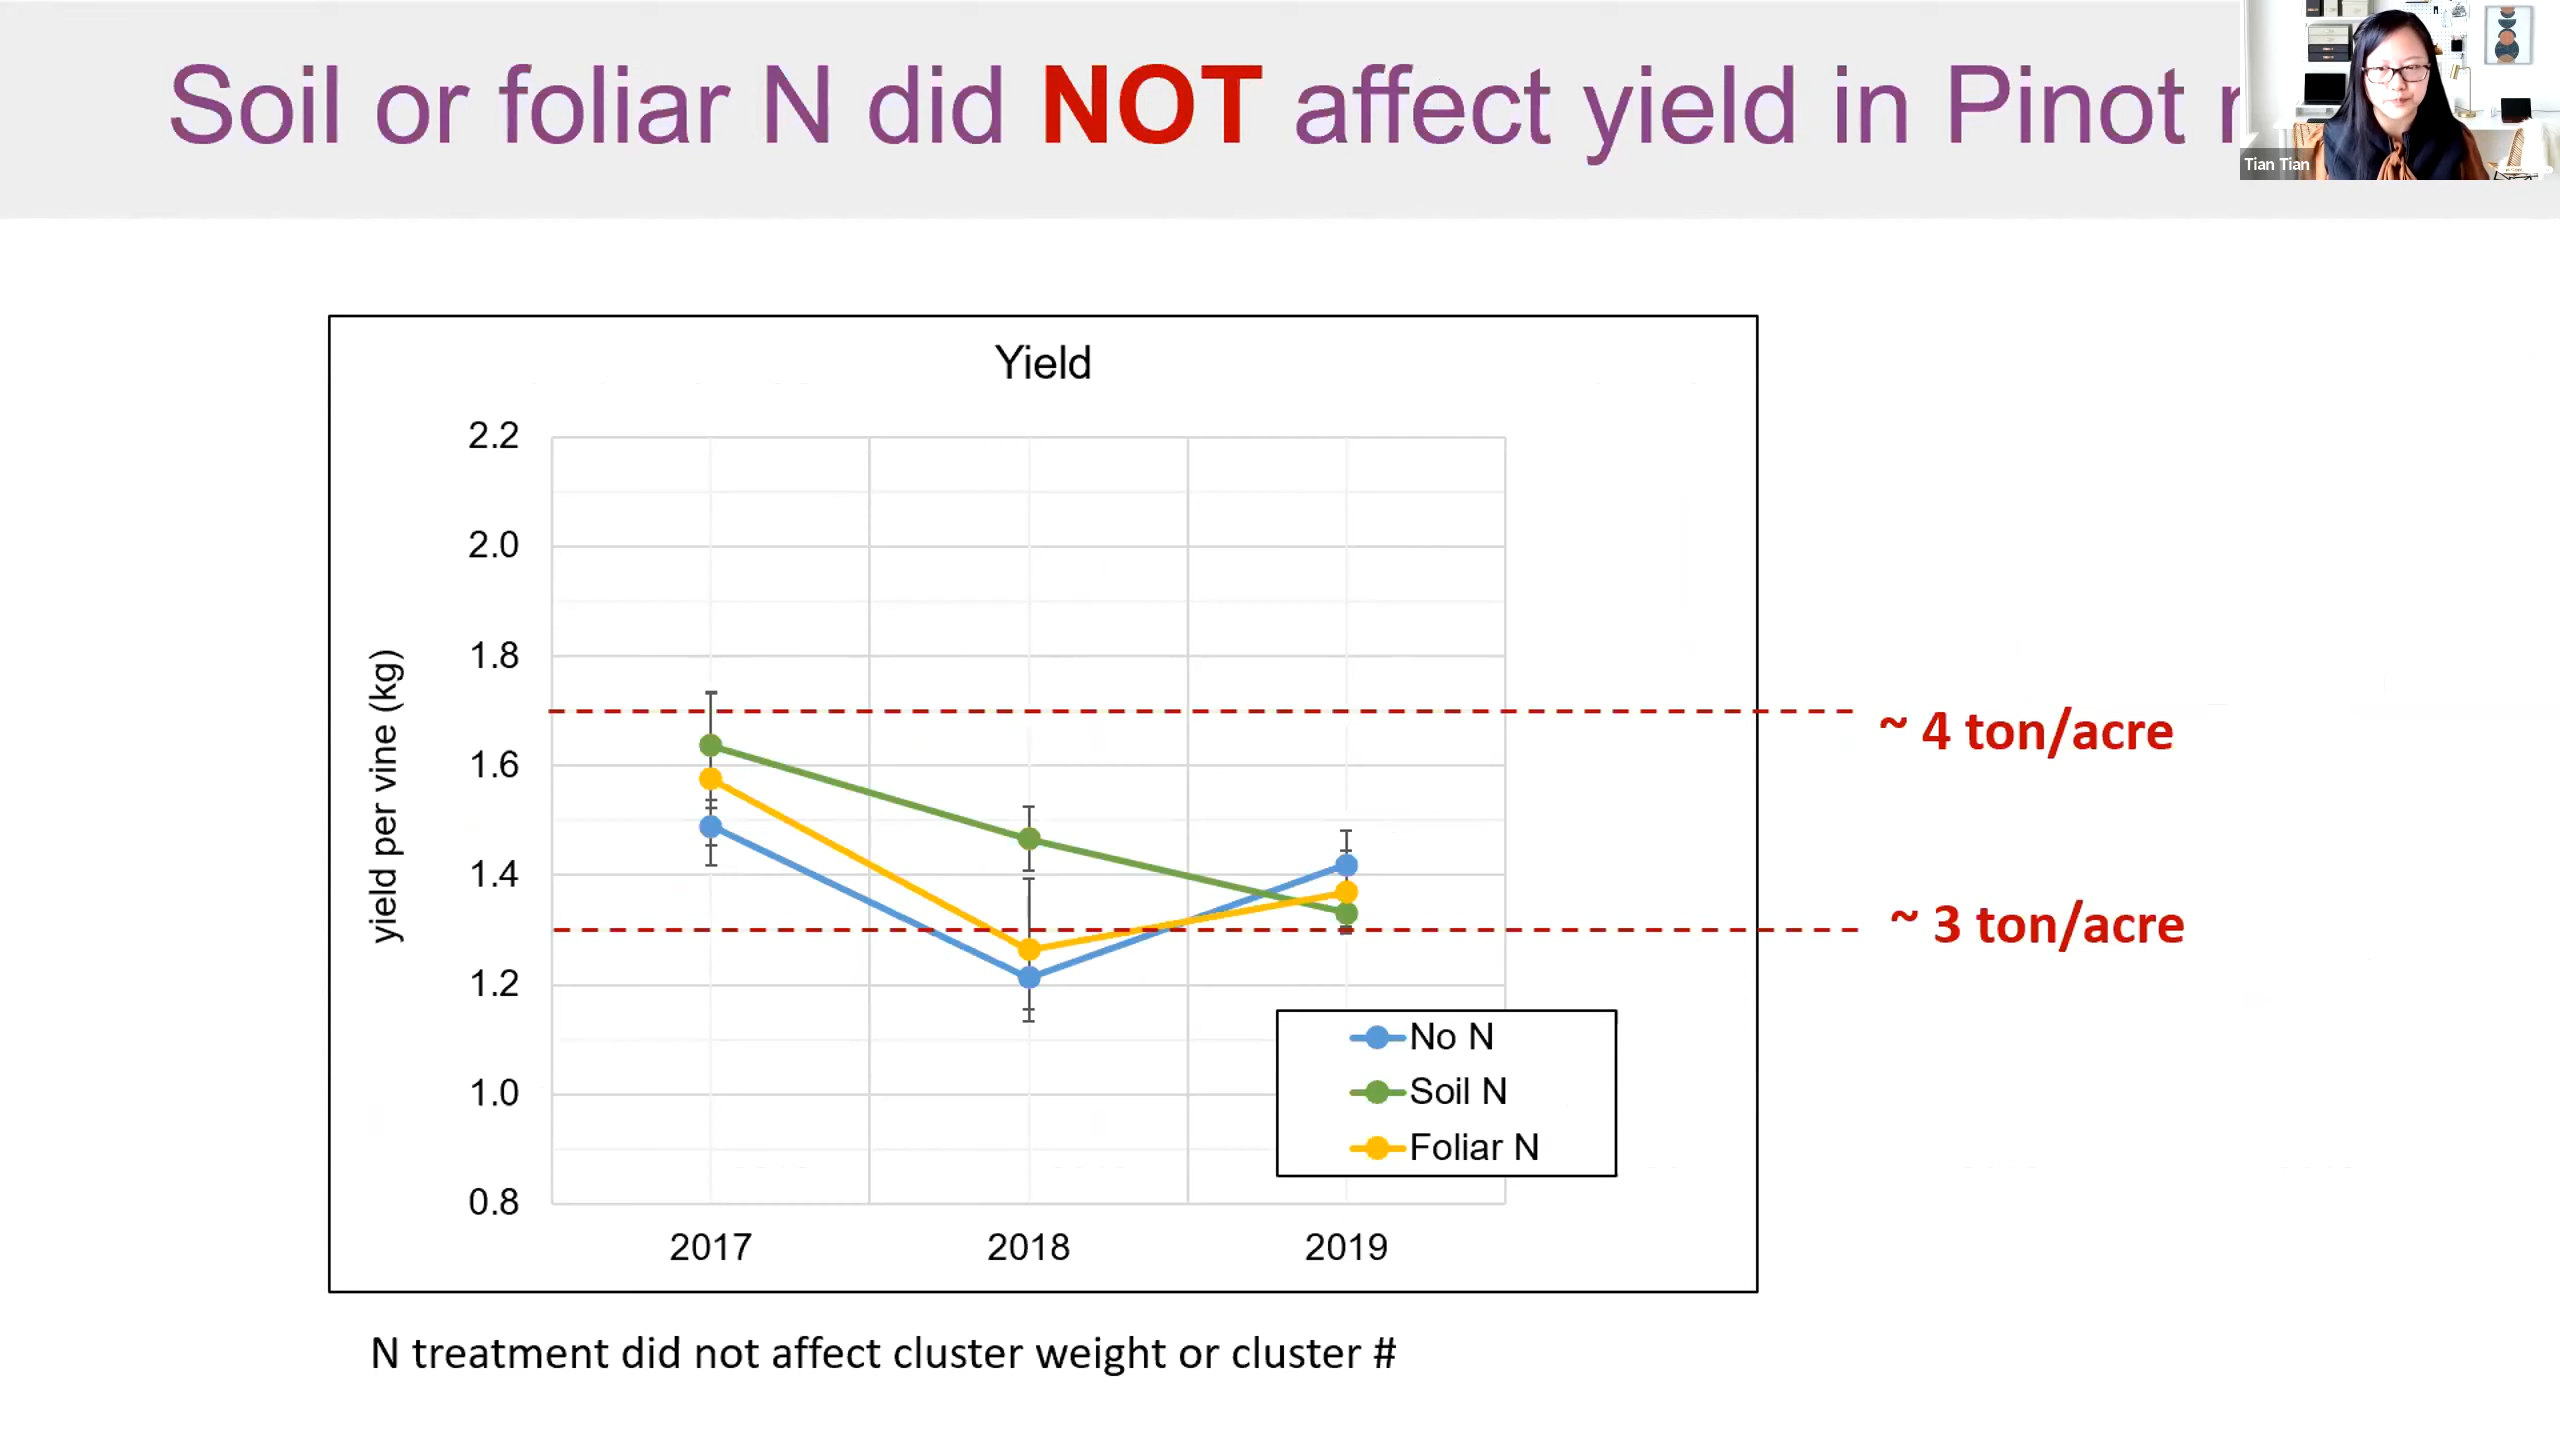 Soil or foliar N did NOT affect yield in Pinot
Tian Tian
Yield
2.2
2.0
1.8
1.6
1.4
1.2
1.0
0.8
yield per vine (kg)
~ 4 ton/acre
~ 3 ton/acre
No N
Soil N
Foliar N
2017
2018
2019
N treatment did not affect cluster weight or cluster #